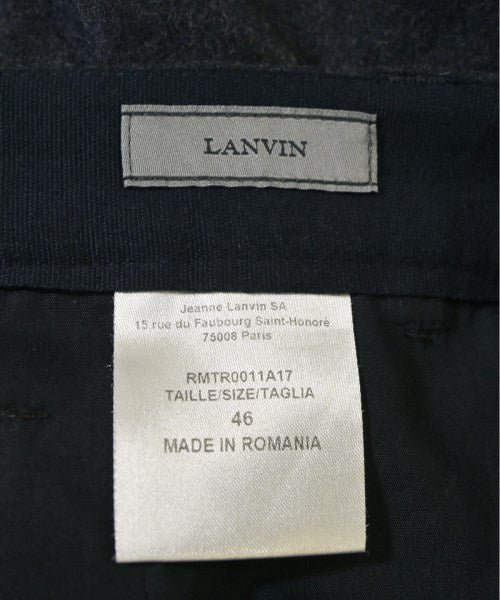 LANVIN
Jeanne Lanvin SA
15 rue du Faubourg Saint-Honoré
75008 Paris
RMTR0011A17
TAILLE/SIZE/TAGLIA
46
MADE IN ROMANIA